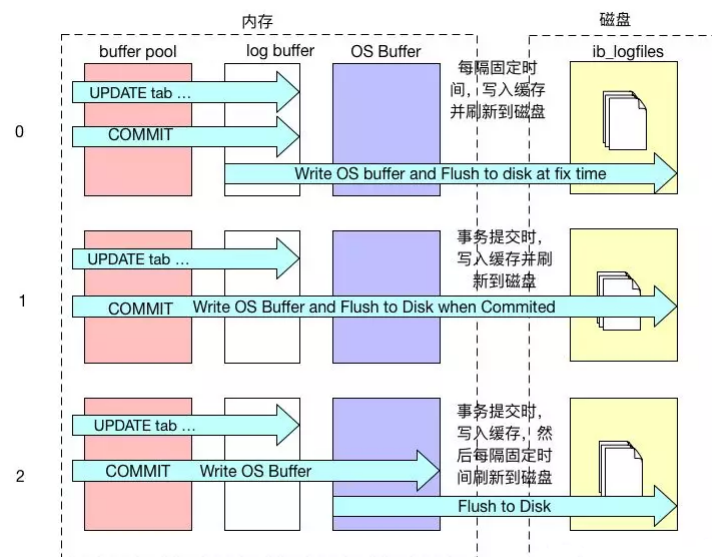 内存
磁盘
buffer pool
log buffer
OS Buffer
ib_logfiles
0
UPDATE tab ...
COMMIT
每隔固定时
间，写入缓存
并刷新到磁盘
Write OS buffer and Flush to disk at fix time
1
UPDATE tab ...
事务提交时，
写入缓存并刷
新到磁盘
COMMIT
Write OS Buffer and Flush to Disk when Commited
2
UPDATE tab ...
事务提交时，
写入缓存，然
后每隔固定时
间刷新到磁盘
COMMIT
Write OS Buffer
Flush to Disk